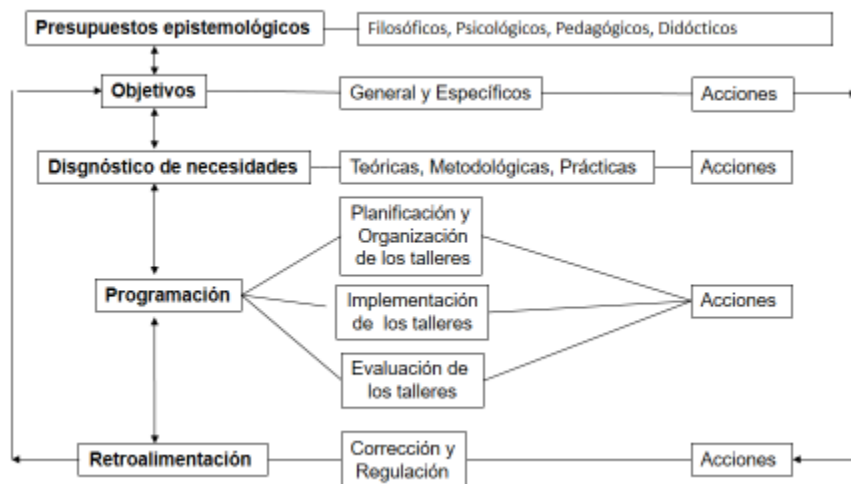 Presupuestos epistemológicos
Filosóficos, Psicológicos, Pedagógicos, Didócticos
Objetivos
General y Específicos
Acciones
Disgnóstico de necesidades
Teóricas, Metodológicas, Prácticas
Acciones
Planificación y
Organización
de los talleres
Programación
Implementación
de los talleres
Acciones
Evaluación de
los talleres
Retroalimentación
Corrección y
Regulación
Acciones